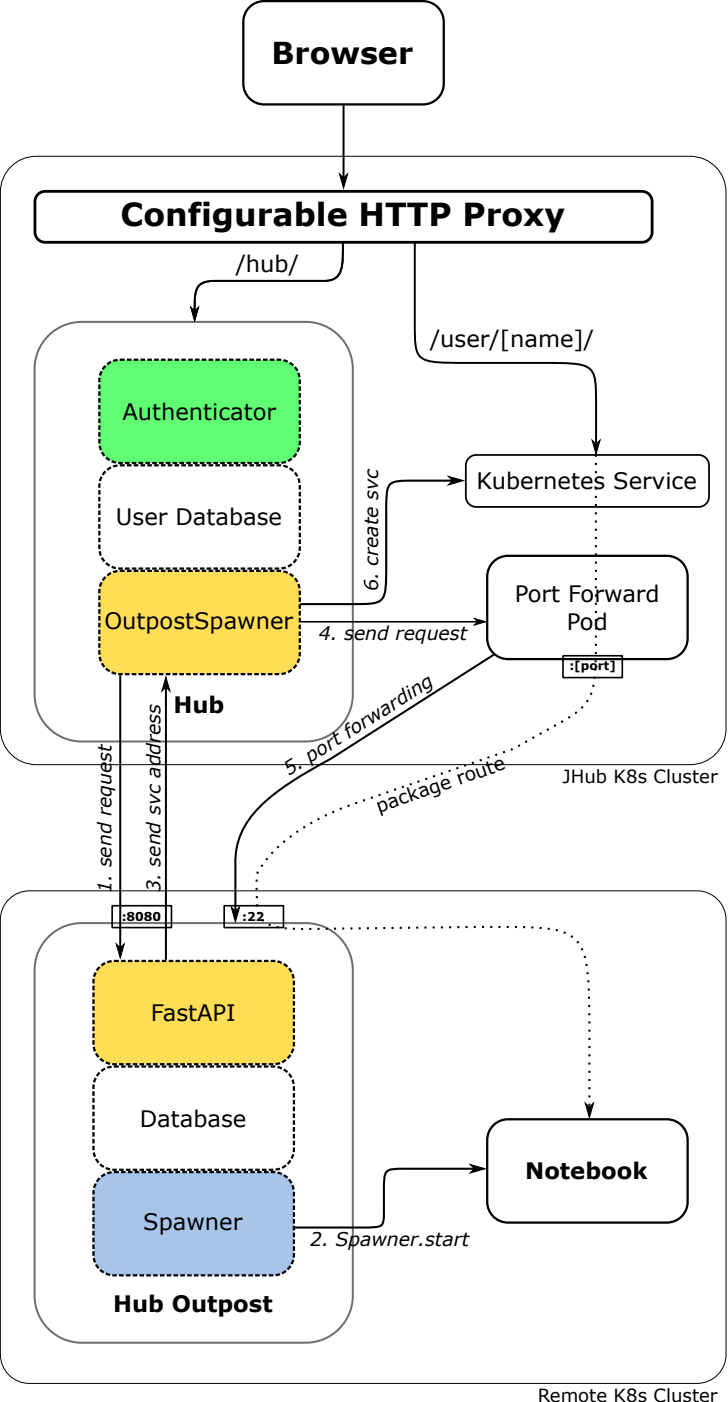 Browser
Configurable HTTP Proxy
/hub/
/user/[name]/
Authenticator
User Database
OutpostSpawner
Hub
6. create svc
Kubernetes Service
4. send request
Port Forward
Pod
:[port]
5. port forwarding
package route
JHub K8s Cluster
1. send request
3. send svc address
:8080
:22
FastAPI
Database
Spawner
Hub Outpost
2. Spawner.start
Notebook
Remote K8s Cluster